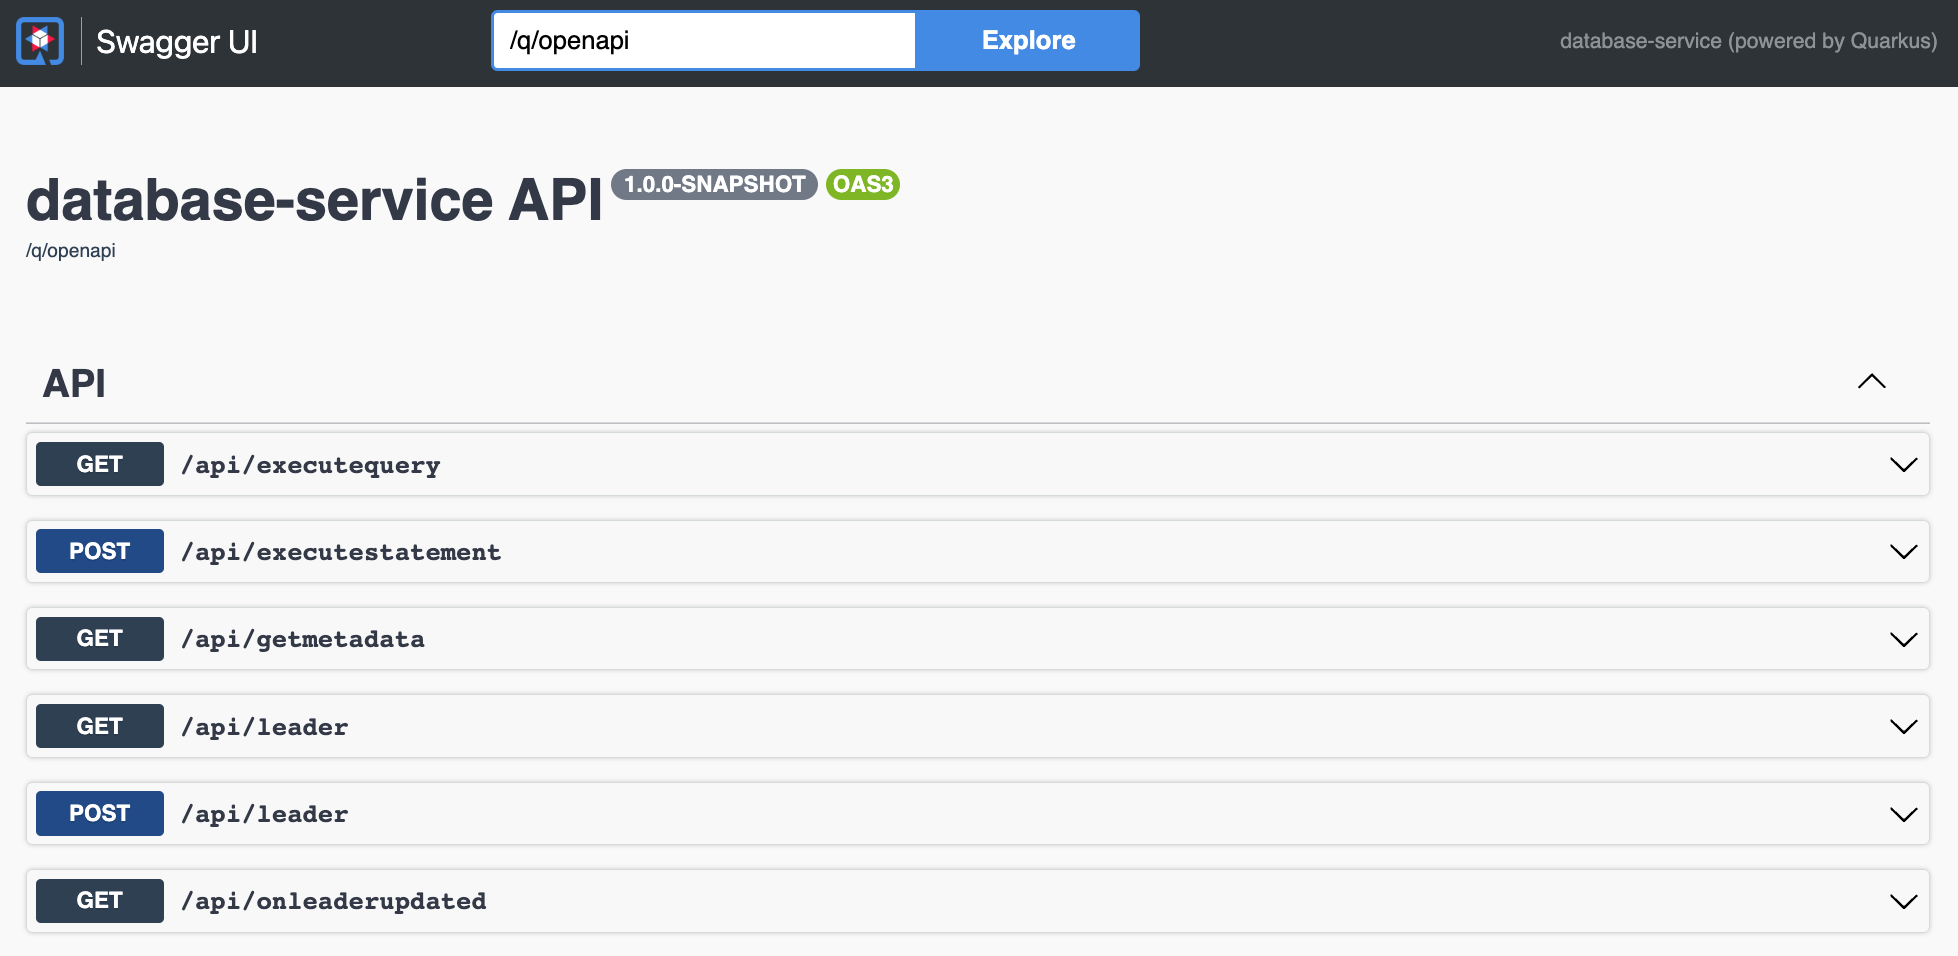 Swagger UI
/q/openapi
Explore
database-service (powered by Quarkus)
database-service API 1.0.0-SNAPSHOT OAS3
/q/openapi
API
GET /api/executequery
POST /api/executestatement
GET /api/getmetadata
GET /api/leader
POST /api/leader
GET /api/onleaderupdated